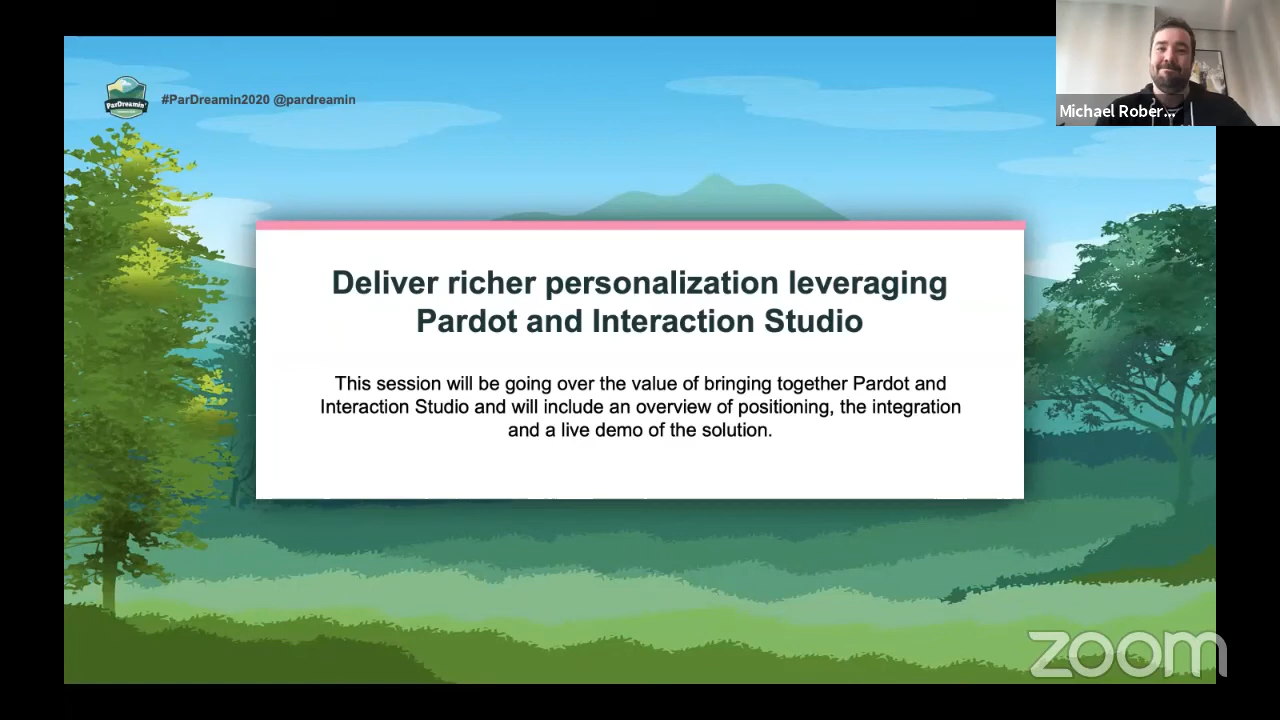 ParDreamin'
#ParDreamin2020 @pardreamin
Michael Rober...
Deliver richer personalization leveraging
Pardot and Interaction Studio
This session will be going over the value of bringing together Pardot and
Interaction Studio and will include an overview of positioning, the integration
and a live demo of the solution.
zoom